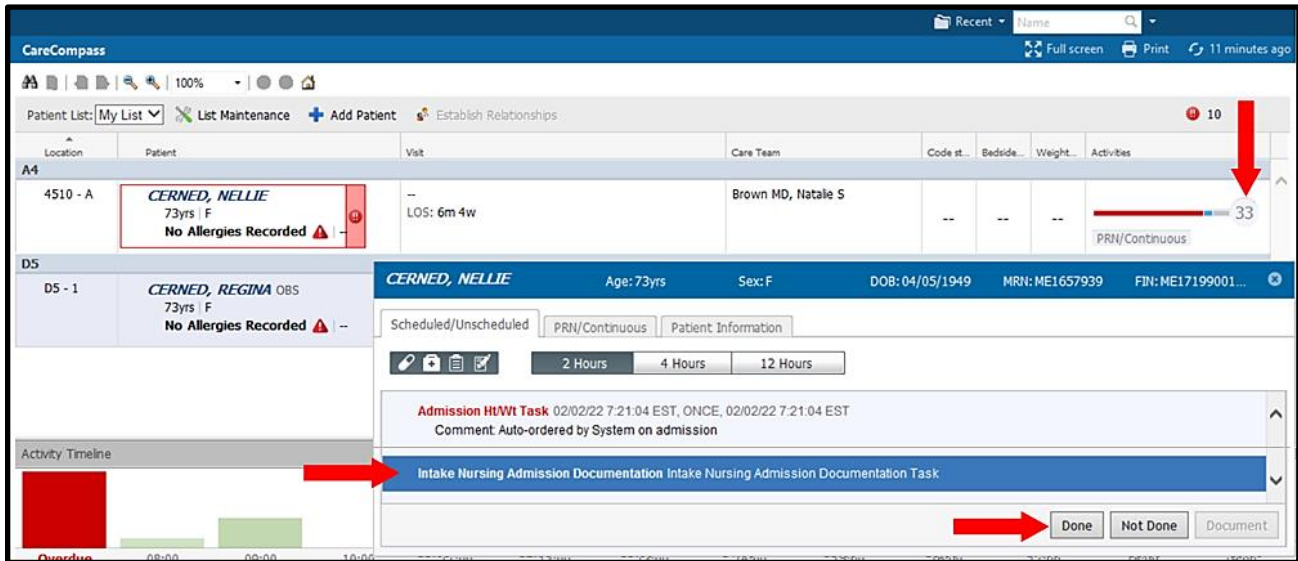 Recent Name
CareCompass Full screen Print 11 minutes ago
100%
Patient List: My List List Maintenance Add Patient Establish Relationships 10
Location Patient Visit Care Team Code st... Bedside... Weight... Activities
A4
4510 - A CERNED, NELLIE -- Brown MD, Natalie S -- -- -- 33
73yrs | F LOS: 6m 4w
No Allergies Recorded | -- PRN/Continuous
D5
D5 - 1 CERNED, REGINA OBS
73yrs | F
No Allergies Recorded | --
CERNED, NELLIE Age: 73yrs Sex: F DOB: 04/05/1949 MRN: ME1657939 FIN: ME17199001...
Scheduled/Unscheduled PRN/Continuous Patient Information
2 Hours 4 Hours 12 Hours
Admission Ht/Wt Task 02/02/22 7:21:04 EST, ONCE, 02/02/22 7:21:04 EST
Comment: Auto-ordered by System on admission
Intake Nursing Admission Documentation Intake Nursing Admission Documentation Task
Done Not Done Document
Activity Timeline
Overdue 08:00 09:00 10:00